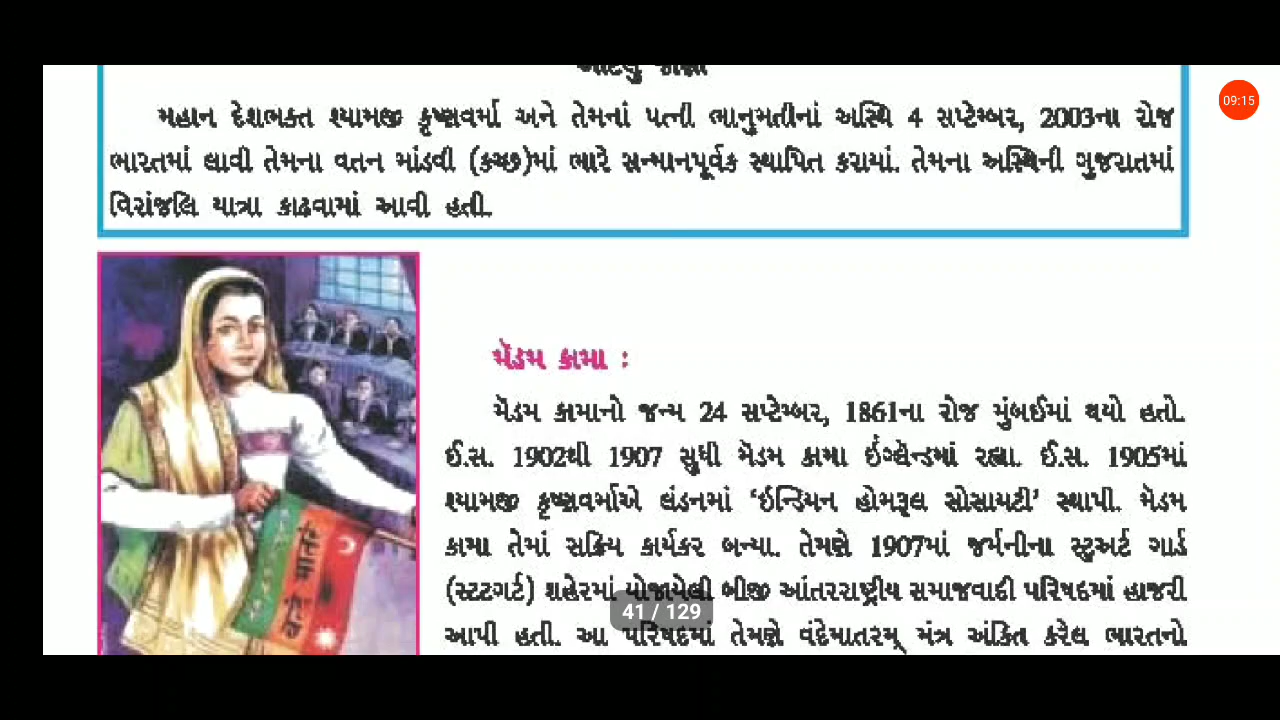 09:15
મહાન દેશભક્ત શ્યામજી કૃષ્ણવર્મા અને તેમનાં પત્ની ભાનુમતીનાં અસ્થિ 4 સપ્ટેમ્બર, 2003ના રોજ
ભારતમાં લાવી તેમના વતન માંડવી (કચ્છ)માં ભારે સન્માનપૂર્વક સ્થાપિત કરાયાં. તેમના અસ્થિની ગુજરાતમાં
વિરાંજલિ યાત્રા કાઢવામાં આવી હતી.
મૅડમ કામા :
મૅડમ કામાનો જન્મ 24 સપ્ટેમ્બર, 1861ના રોજ મુંબઈમાં થયો હતો.
ઈ.સ. 1902થી 1907 સુધી મૅડમ કામા ઇંગ્લૅન્ડમાં રહ્યા. ઈ.સ. 1905માં
શ્યામજી કૃષ્ણવર્માએ લંડનમાં ‘ઇન્ડિયન હોમરૂલ સોસાયટી’ સ્થાપી. મૅડમ
કામા તેમાં સક્રિય કાર્યકર બન્યા. તેમણે 1907માં જર્મનીના સ્ટુઅર્ટ ગાર્ડ
(સ્ટટગર્ટ) શહેરમાં યોજાયેલી બીજી આંતરરાષ્ટ્રીય સમાજવાદી પરિષદમાં હાજરી
આપી હતી. આ પરિષદમાં તેમણે વંદેમાતરમ્ મંત્ર અંકિત કરેલ ભારતનો
वंदे मातरं
41 / 129